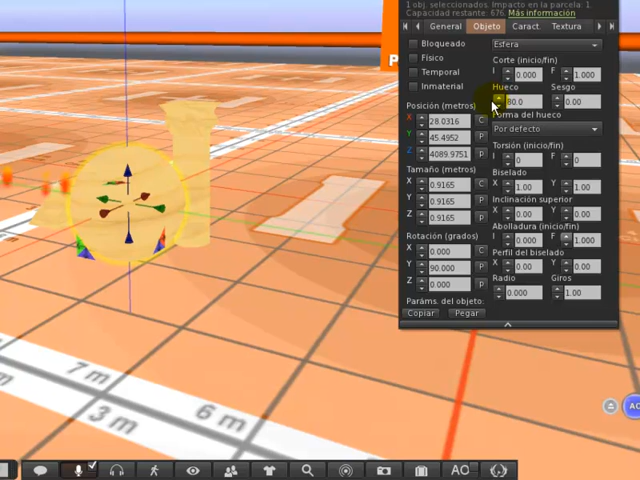 1 obj. seleccionados. Impacto en la parcela: 1.
Capacidad restante: 676. Más información
General Objeto Caract. Textura
Bloqueado
Físico
Temporal
Inmaterial
Posición (metros)
X 28.0316 C
Y 45.4952 P
Z 4089.9751 P
Tamaño (metros)
X 0.9165 C
Y 0.9165 P
Z 0.9165 P
Rotación (grados)
X 0.000 C
Y 90.000 P
Z 0.000 P
Paráms. del objeto:
Copiar Pegar
Esfera
Corte (inicio/fin)
I 0.000 F 1.000
Hueco Sesgo
80.0 0.00
Forma del hueco
Por defecto
Torsión (inicio/fin)
I 0 F 0
Biselado
X 1.00 Y 1.00
Inclinación superior
X 0.00 Y 0.00
Abolladura (inicio/fin)
I 0.000 F 1.000
Perfil del biselado
X 0.00 Y 0.00
Radio Giros
0.000 1.00
P
7 m
6 m
3 m
AO
AO